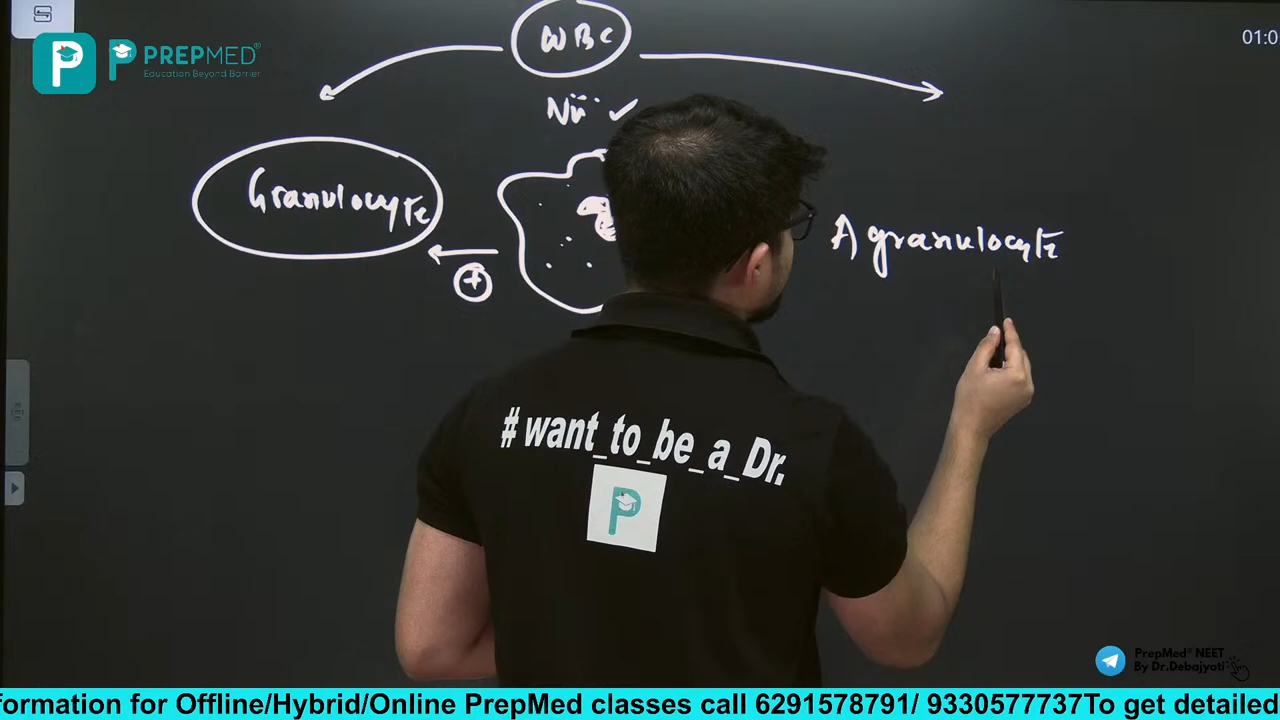 01:0
PREPMED®
Education Beyond Barrier
WBC
Granulocyte
Agranulocyte
+
# want_to_be_a_Dr.
P
PrepMed® NEET
By Dr.Debajyoti
formation for Offline/Hybrid/Online PrepMed classes call 6291578791/ 9330577737To get detailed